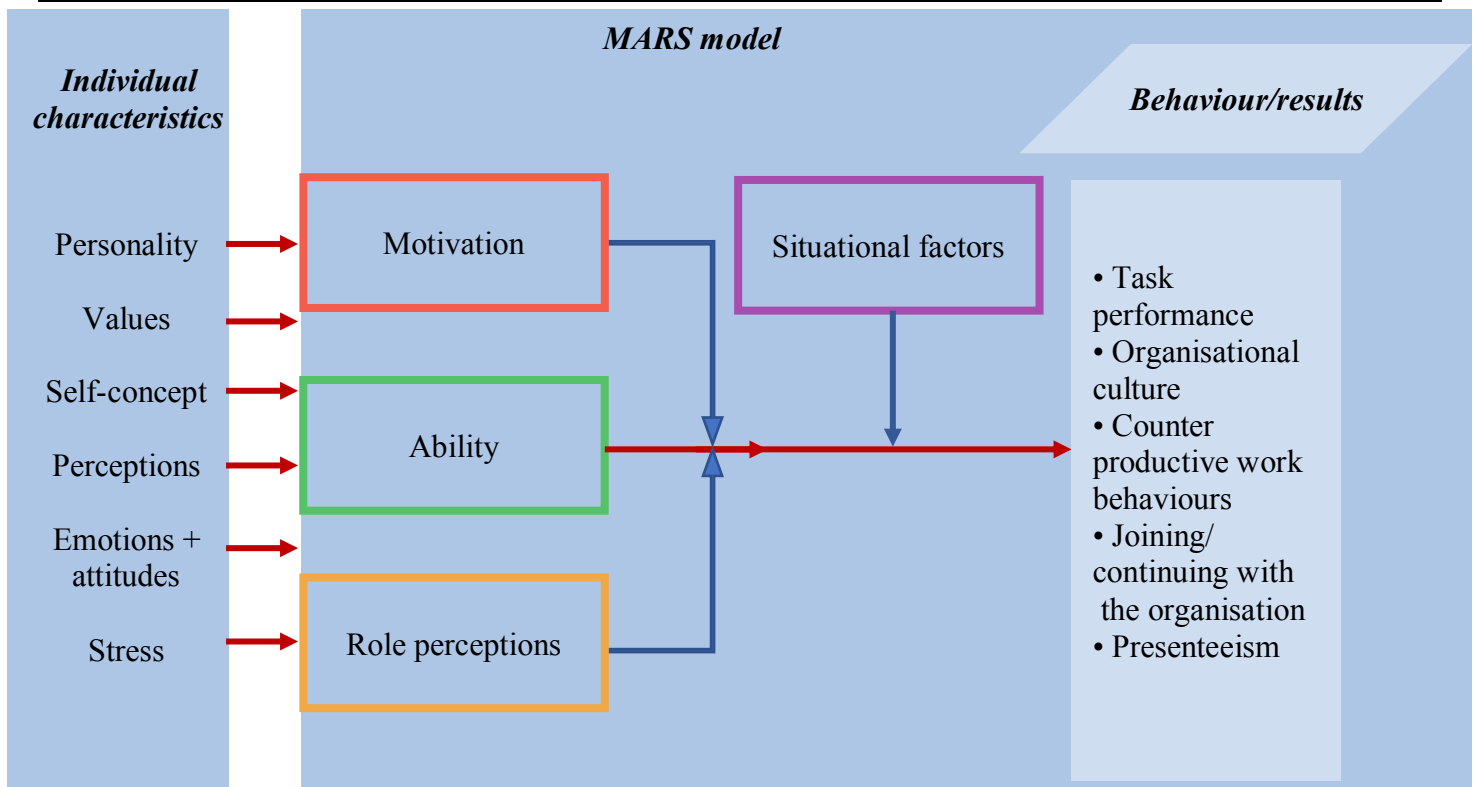 MARS model
Individual
characteristics
Behaviour/results
Personality
Values
Self-concept
Perceptions
Emotions +
attitudes
Stress
Motivation
Ability
Role perceptions
Situational factors
• Task
performance
• Organisational
culture
• Counter
productive work
behaviours
• Joining/
continuing with
the organisation
• Presenteeism